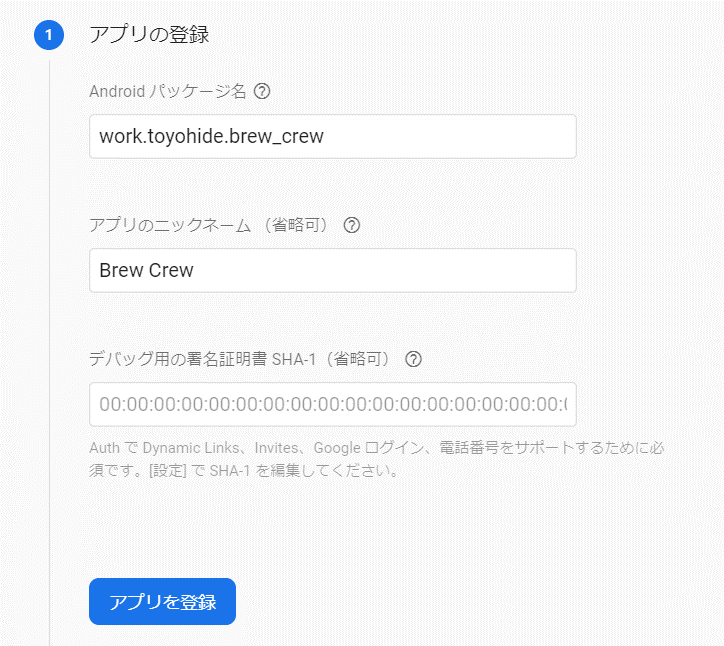 1 アプリの登録
Android パッケージ名 ?
work.toyohide.brew_crew
アプリのニックネーム （省略可） ?
Brew Crew
デバッグ用の署名証明書 SHA-1（省略可） ?
00:00:00:00:00:00:00:00:00:00:00:00:00:00:00:00:00:0
Auth で Dynamic Links、Invites、Google ログイン、電話番号をサポートするために必
須です。[設定] で SHA-1 を編集してください。
アプリを登録